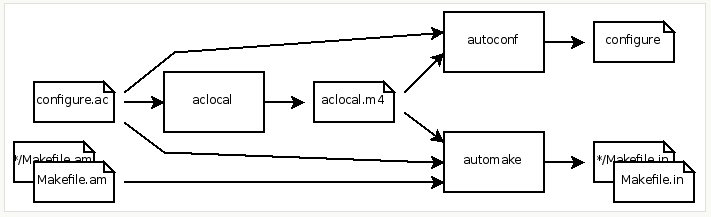 autoconf
configure
configure.ac
aclocal
aclocal.m4
*/Makefile.am
Makefile.am
automake
*/Makefile.in
Makefile.in